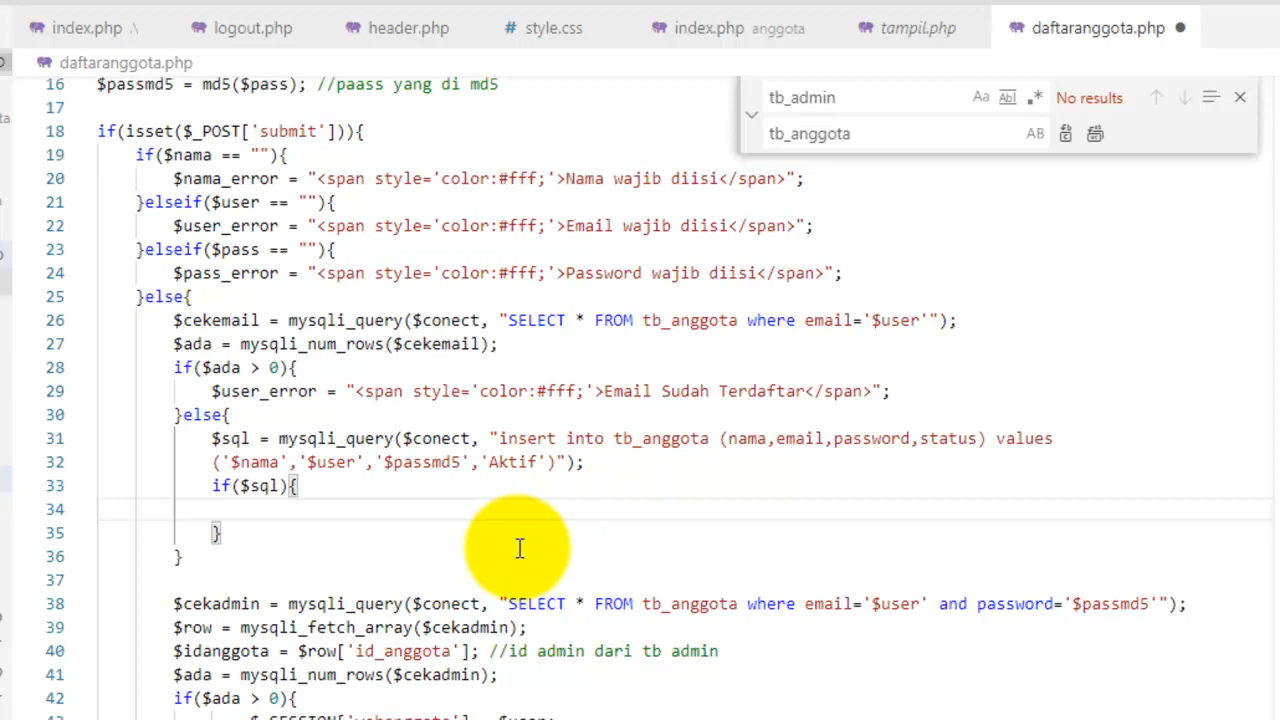 index.php .\ logout.php header.php # style.css index.php anggota tampil.php daftaranggota.php
daftaranggota.php
tb_admin Aa Abl .* No results
tb_anggota AB
16 $passmd5 = md5($pass); //paass yang di md5
17
18 if(isset($_POST['submit'])){
19 if($nama == ""){
20 $nama_error = "<span style='color:#fff;'>Nama wajib diisi</span>";
21 }elseif($user == ""){
22 $user_error = "<span style='color:#fff;'>Email wajib diisi</span>";
23 }elseif($pass == ""){
24 $pass_error = "<span style='color:#fff;'>Password wajib diisi</span>";
25 }else{
26 $cekemail = mysqli_query($conect, "SELECT * FROM tb_anggota where email='$user'");
27 $ada = mysqli_num_rows($cekemail);
28 if($ada > 0){
29 $user_error = "<span style='color:#fff;'>Email Sudah Terdaftar</span>";
30 }else{
31 $sql = mysqli_query($conect, "insert into tb_anggota (nama,email,password,status) values
32 ('$nama','$user','$passmd5','Aktif')");
33 if($sql){
34
35 }
36 }
37
38 $cekadmin = mysqli_query($conect, "SELECT * FROM tb_anggota where email='$user' and password='$passmd5'");
39 $row = mysqli_fetch_array($cekadmin);
40 $idanggota = $row['id_anggota']; //id admin dari tb admin
41 $ada = mysqli_num_rows($cekadmin);
42 if($ada > 0){